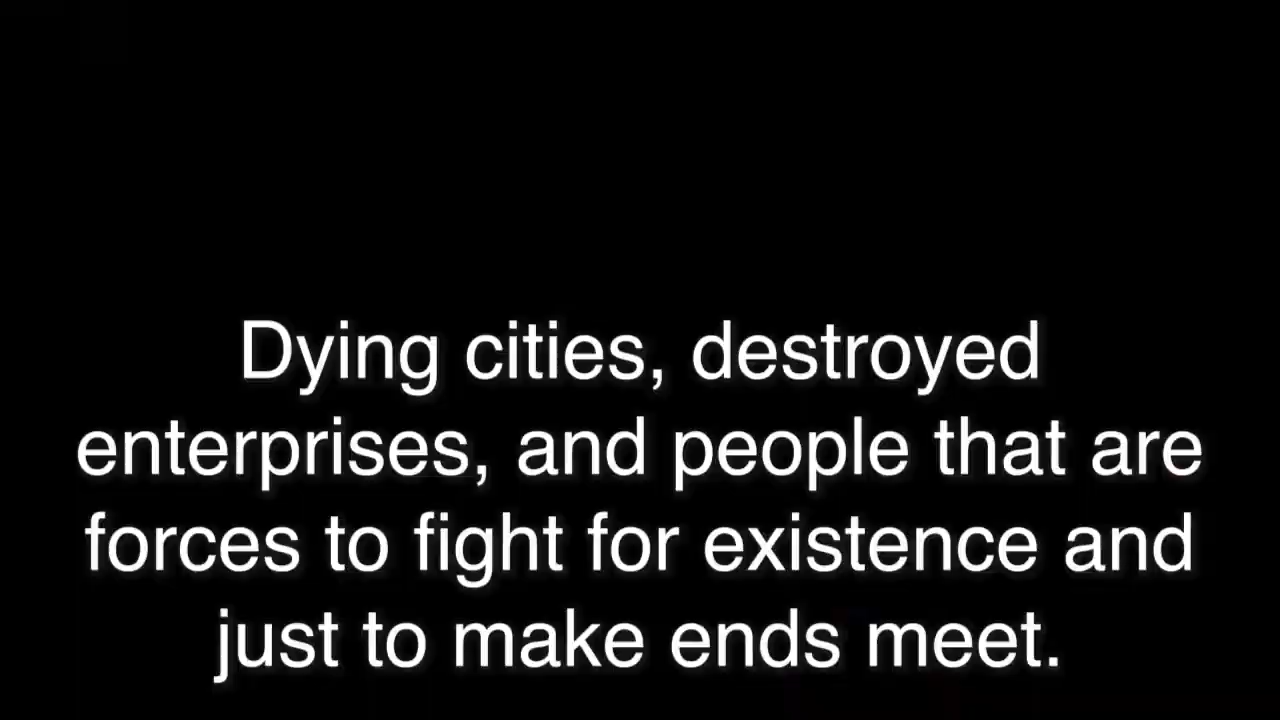 Dying cities, destroyed
enterprises, and people that are
forces to fight for existence and
just to make ends meet.